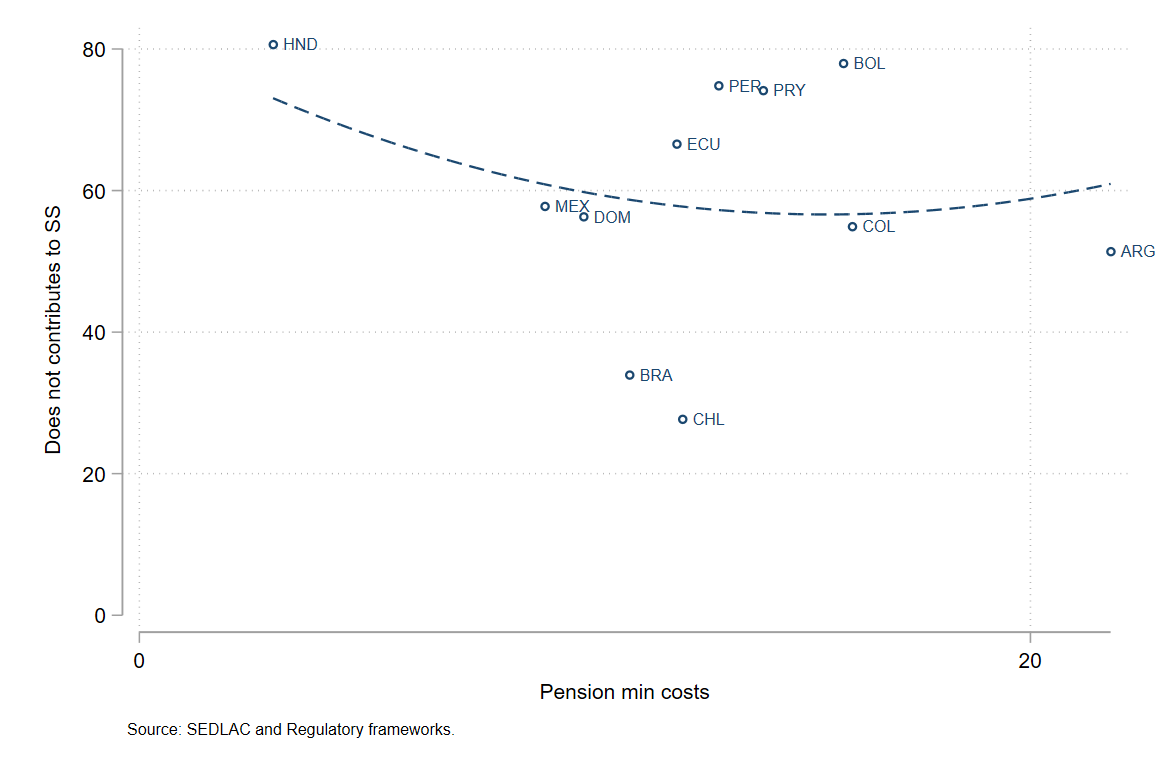 80
60
40
20
0
Does not contributes to SS
HND
BOL
PER
PRY
ECU
MEX
DOM
COL
ARG
BRA
CHL
0
20
Pension min costs
Source: SEDLAC and Regulatory frameworks.